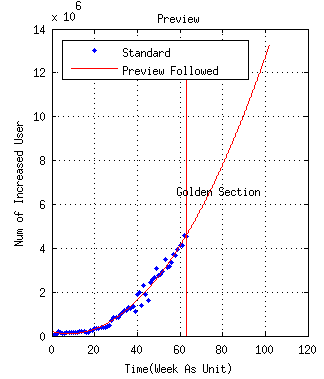 Preview
× 10
6
Standard
Preview Followed
Golden Section
14
12
10
8
6
4
2
0
0 20 40 60 80 100 120
Num of Increased User
Time(Week As Unit)